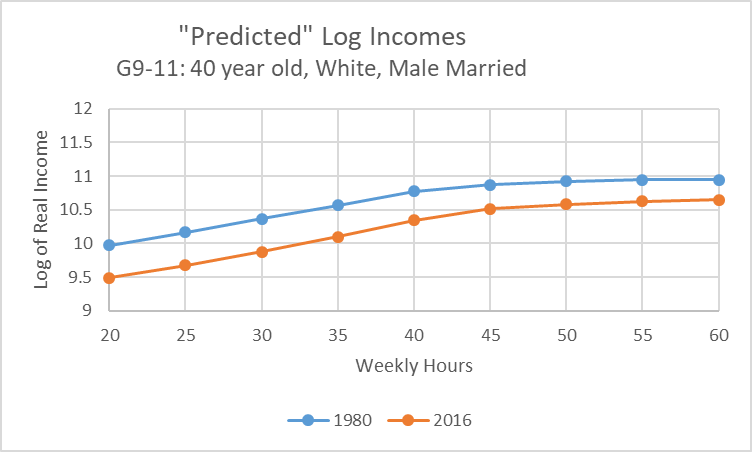 "Predicted" Log Incomes
G9-11: 40 year old, White, Male Married
Log of Real Income
12
11.5
11
10.5
10
9.5
9
20 25 30 35 40 45 50 55 60
Weekly Hours
1980 2016